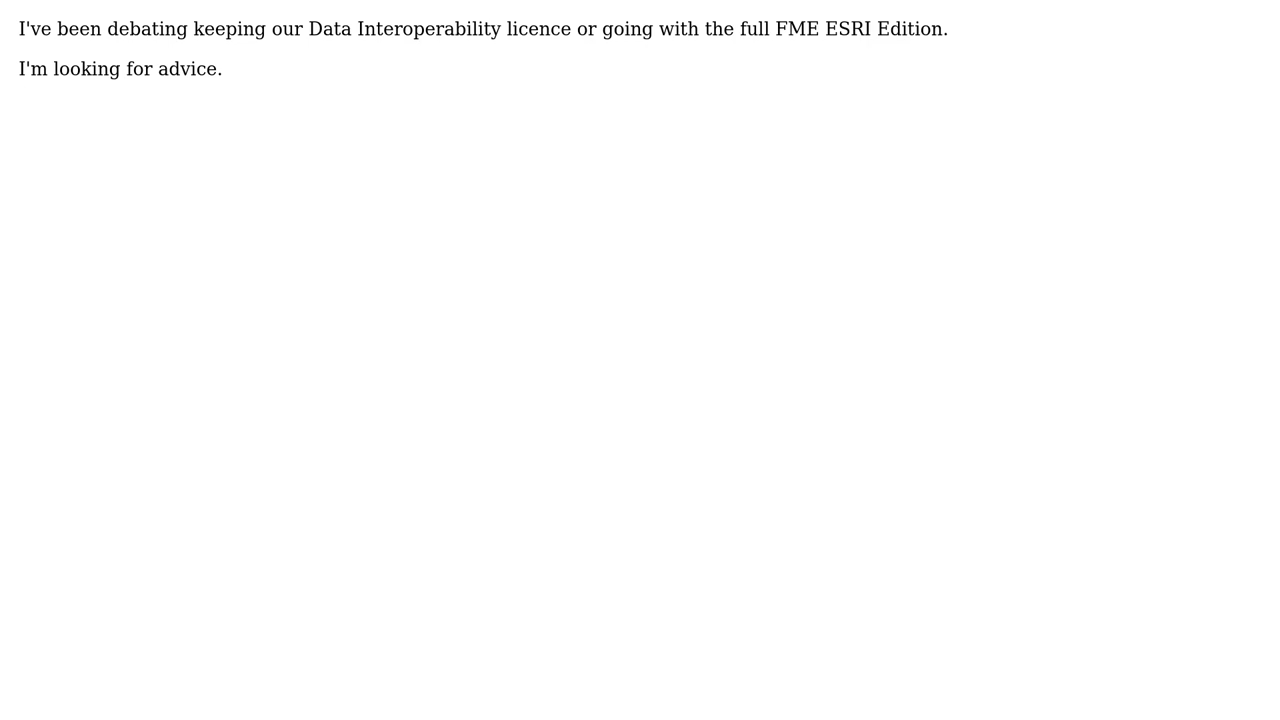 I've been debating keeping our Data Interoperability licence or going with the full FME ESRI Edition.
I'm looking for advice.